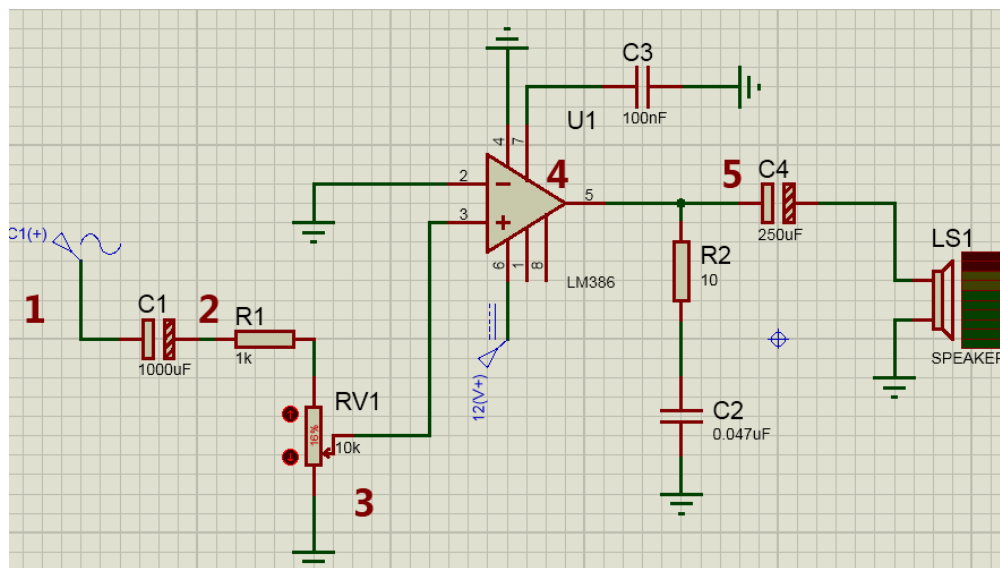 C3
100nF
U1
4
7
2
3
4
5
5
C4
250uF
6
1
8
LM386
C1(+)
1
C1
1000uF
2
R1
1k
R2
10
LS1
SPEAKER
12(V+)
RV1
16%
10k
C2
0.047uF
3